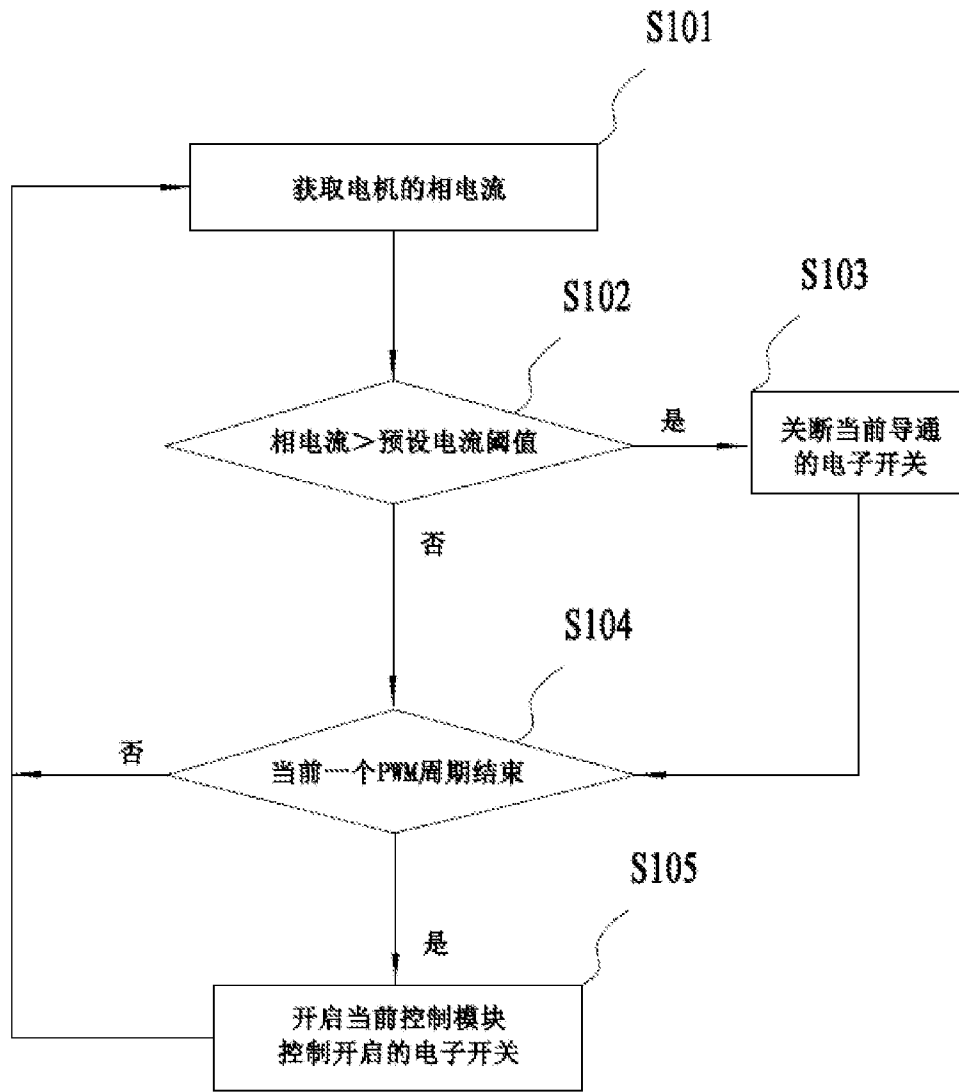 S101
获取电机的相电流
S102
S103
相电流＞预设电流阈值
是
关断当前导通
的电子开关
否
S104
否
当前一个PWM周期结束
S105
是
开启当前控制模块
控制开启的电子开关